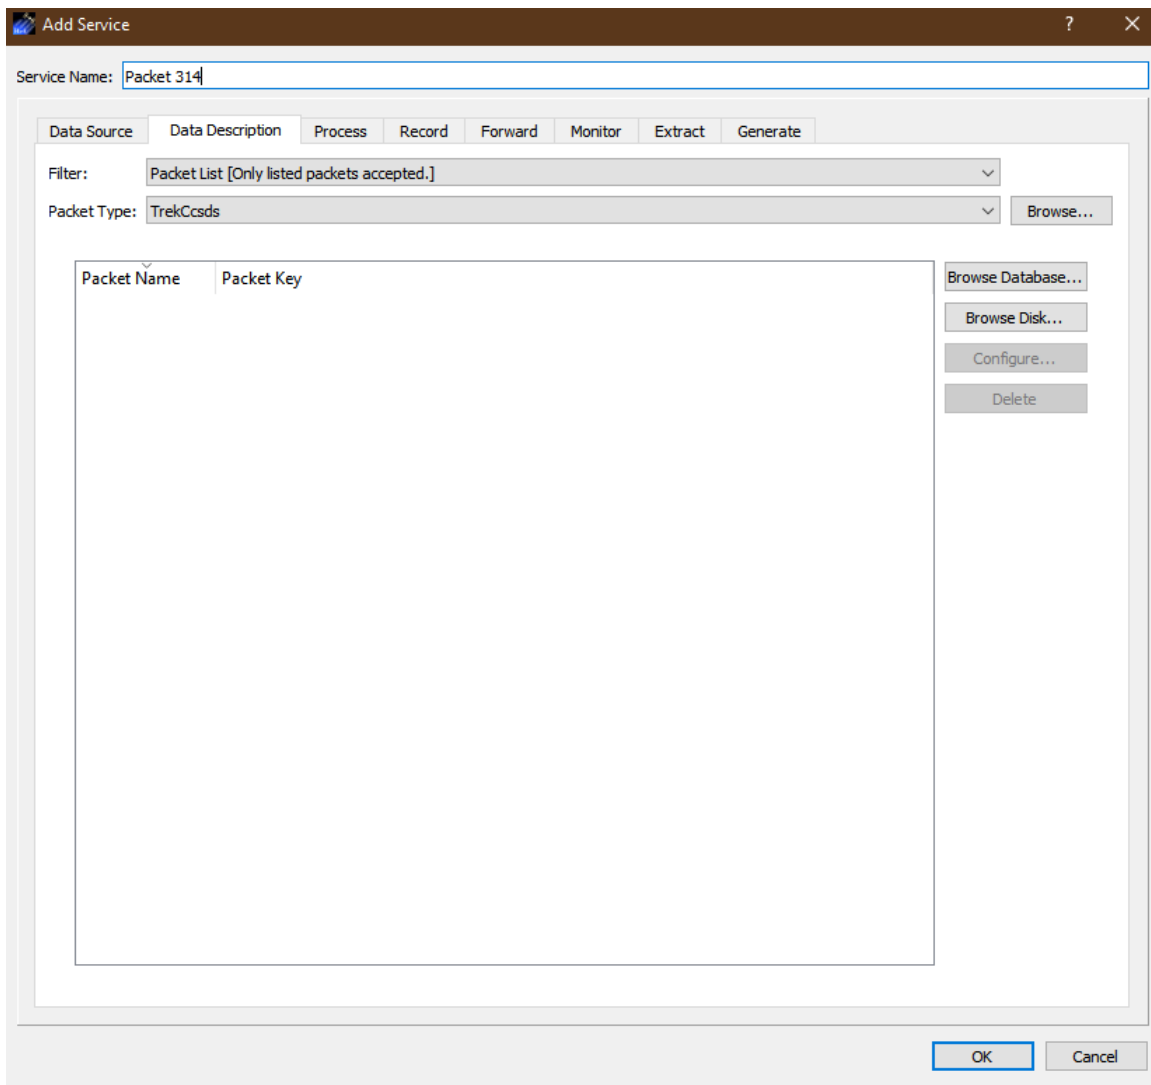 Add Service
?
Service Name: Packet 314
Data Source Data Description Process Record Forward Monitor Extract Generate
Filter: Packet List [Only listed packets accepted.]
Packet Type: TrekCcsds Browse...
Packet Name Packet Key Browse Database...
Browse Disk...
Configure...
Delete
OK Cancel